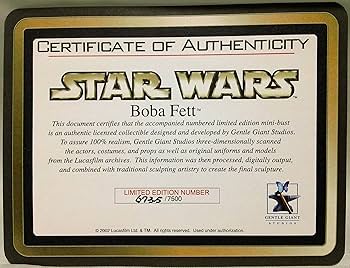 CERTIFICATE OF AUTHENTICITY
STAR WARS
Boba Fett™
This document certifies that the accompanied numbered limited edition mini-bust
is an authentic licensed collectible designed and developed by Gentle Giant Studios.
To assure 100% realism, Gentle Giant Studios three-dimensionally scanned
the actors, costumes, and props as well as original uniforms and models
from the Lucasfilm archives. This information was then processed, digitally output,
and combined with traditional sculpting artistry to create the final sculpture.
LIMITED EDITION NUMBER
6735/7500
GENTLE GIANT
STUDIOS
© 2002 Lucasfilm Ltd. & TM. All rights reserved. Used under authorization.